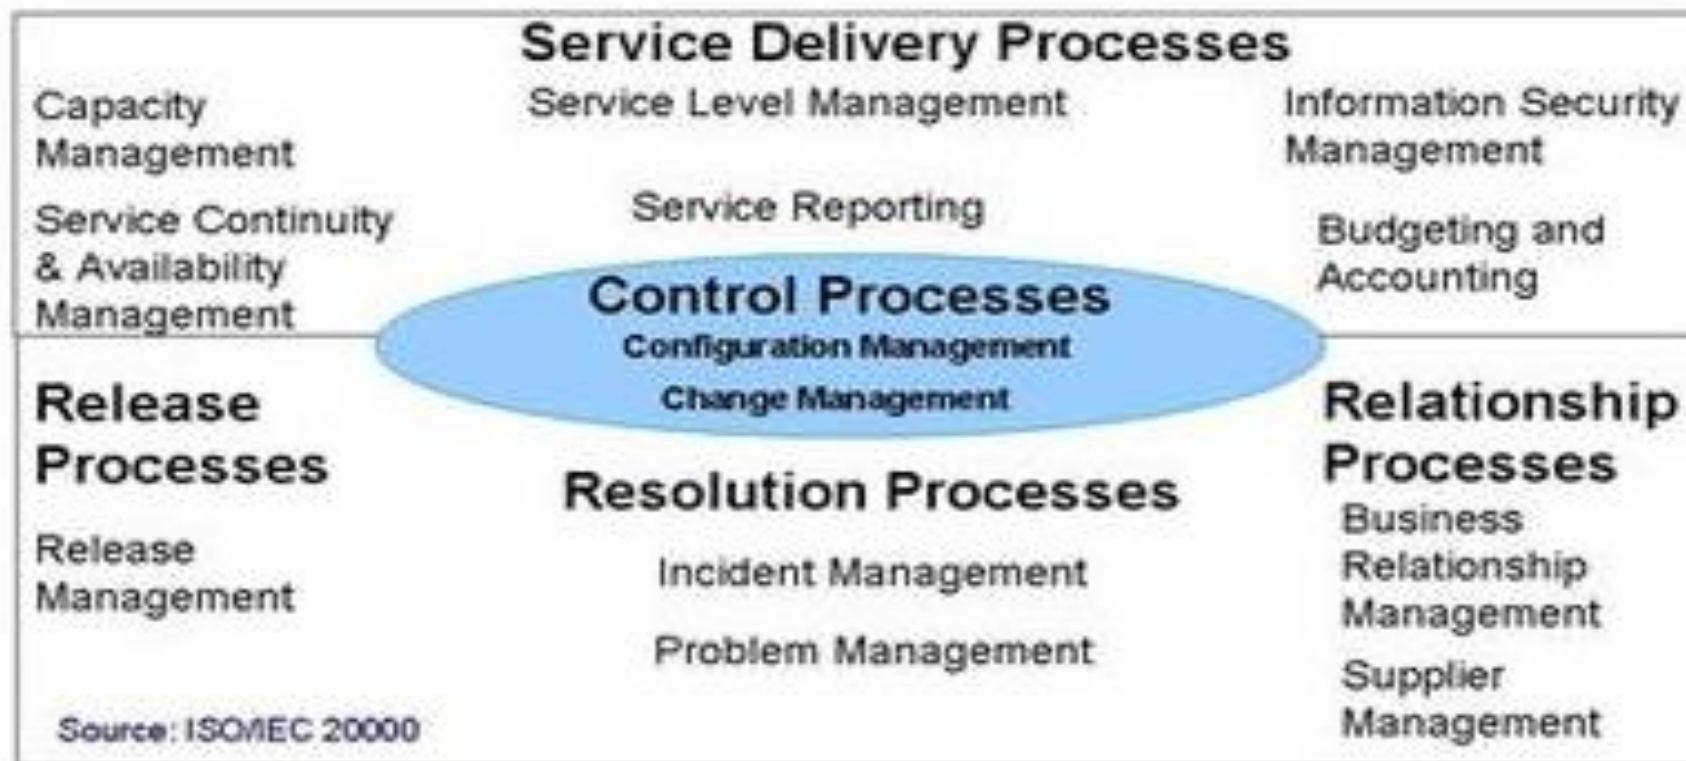 Service Delivery Processes
Capacity
Management
Service Level Management
Information Security
Management
Service Continuity
& Availability
Management
Service Reporting
Budgeting and
Accounting
Control Processes
Configuration Management
Change Management
Release
Processes
Release
Management
Resolution Processes
Incident Management
Problem Management
Relationship
Processes
Business
Relationship
Management
Supplier
Management
Source: ISO/IEC 20000